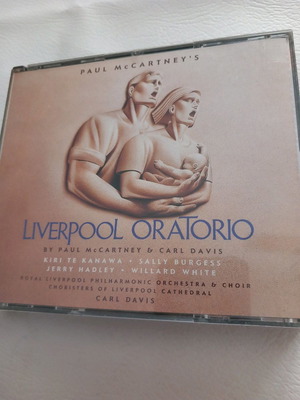 PAUL McCARTNEY'S
LIVERPOOL ORATORIO
BY PAUL McCARTNEY & CARL DAVIS
KIRI TE KANAWA • SALLY BURGESS
JERRY HADLEY • WILLARD WHITE
ROYAL LIVERPOOL PHILHARMONIC ORCHESTRA & CHOIR
CHORISTERS OF LIVERPOOL CATHEDRAL
CARL DAVIS